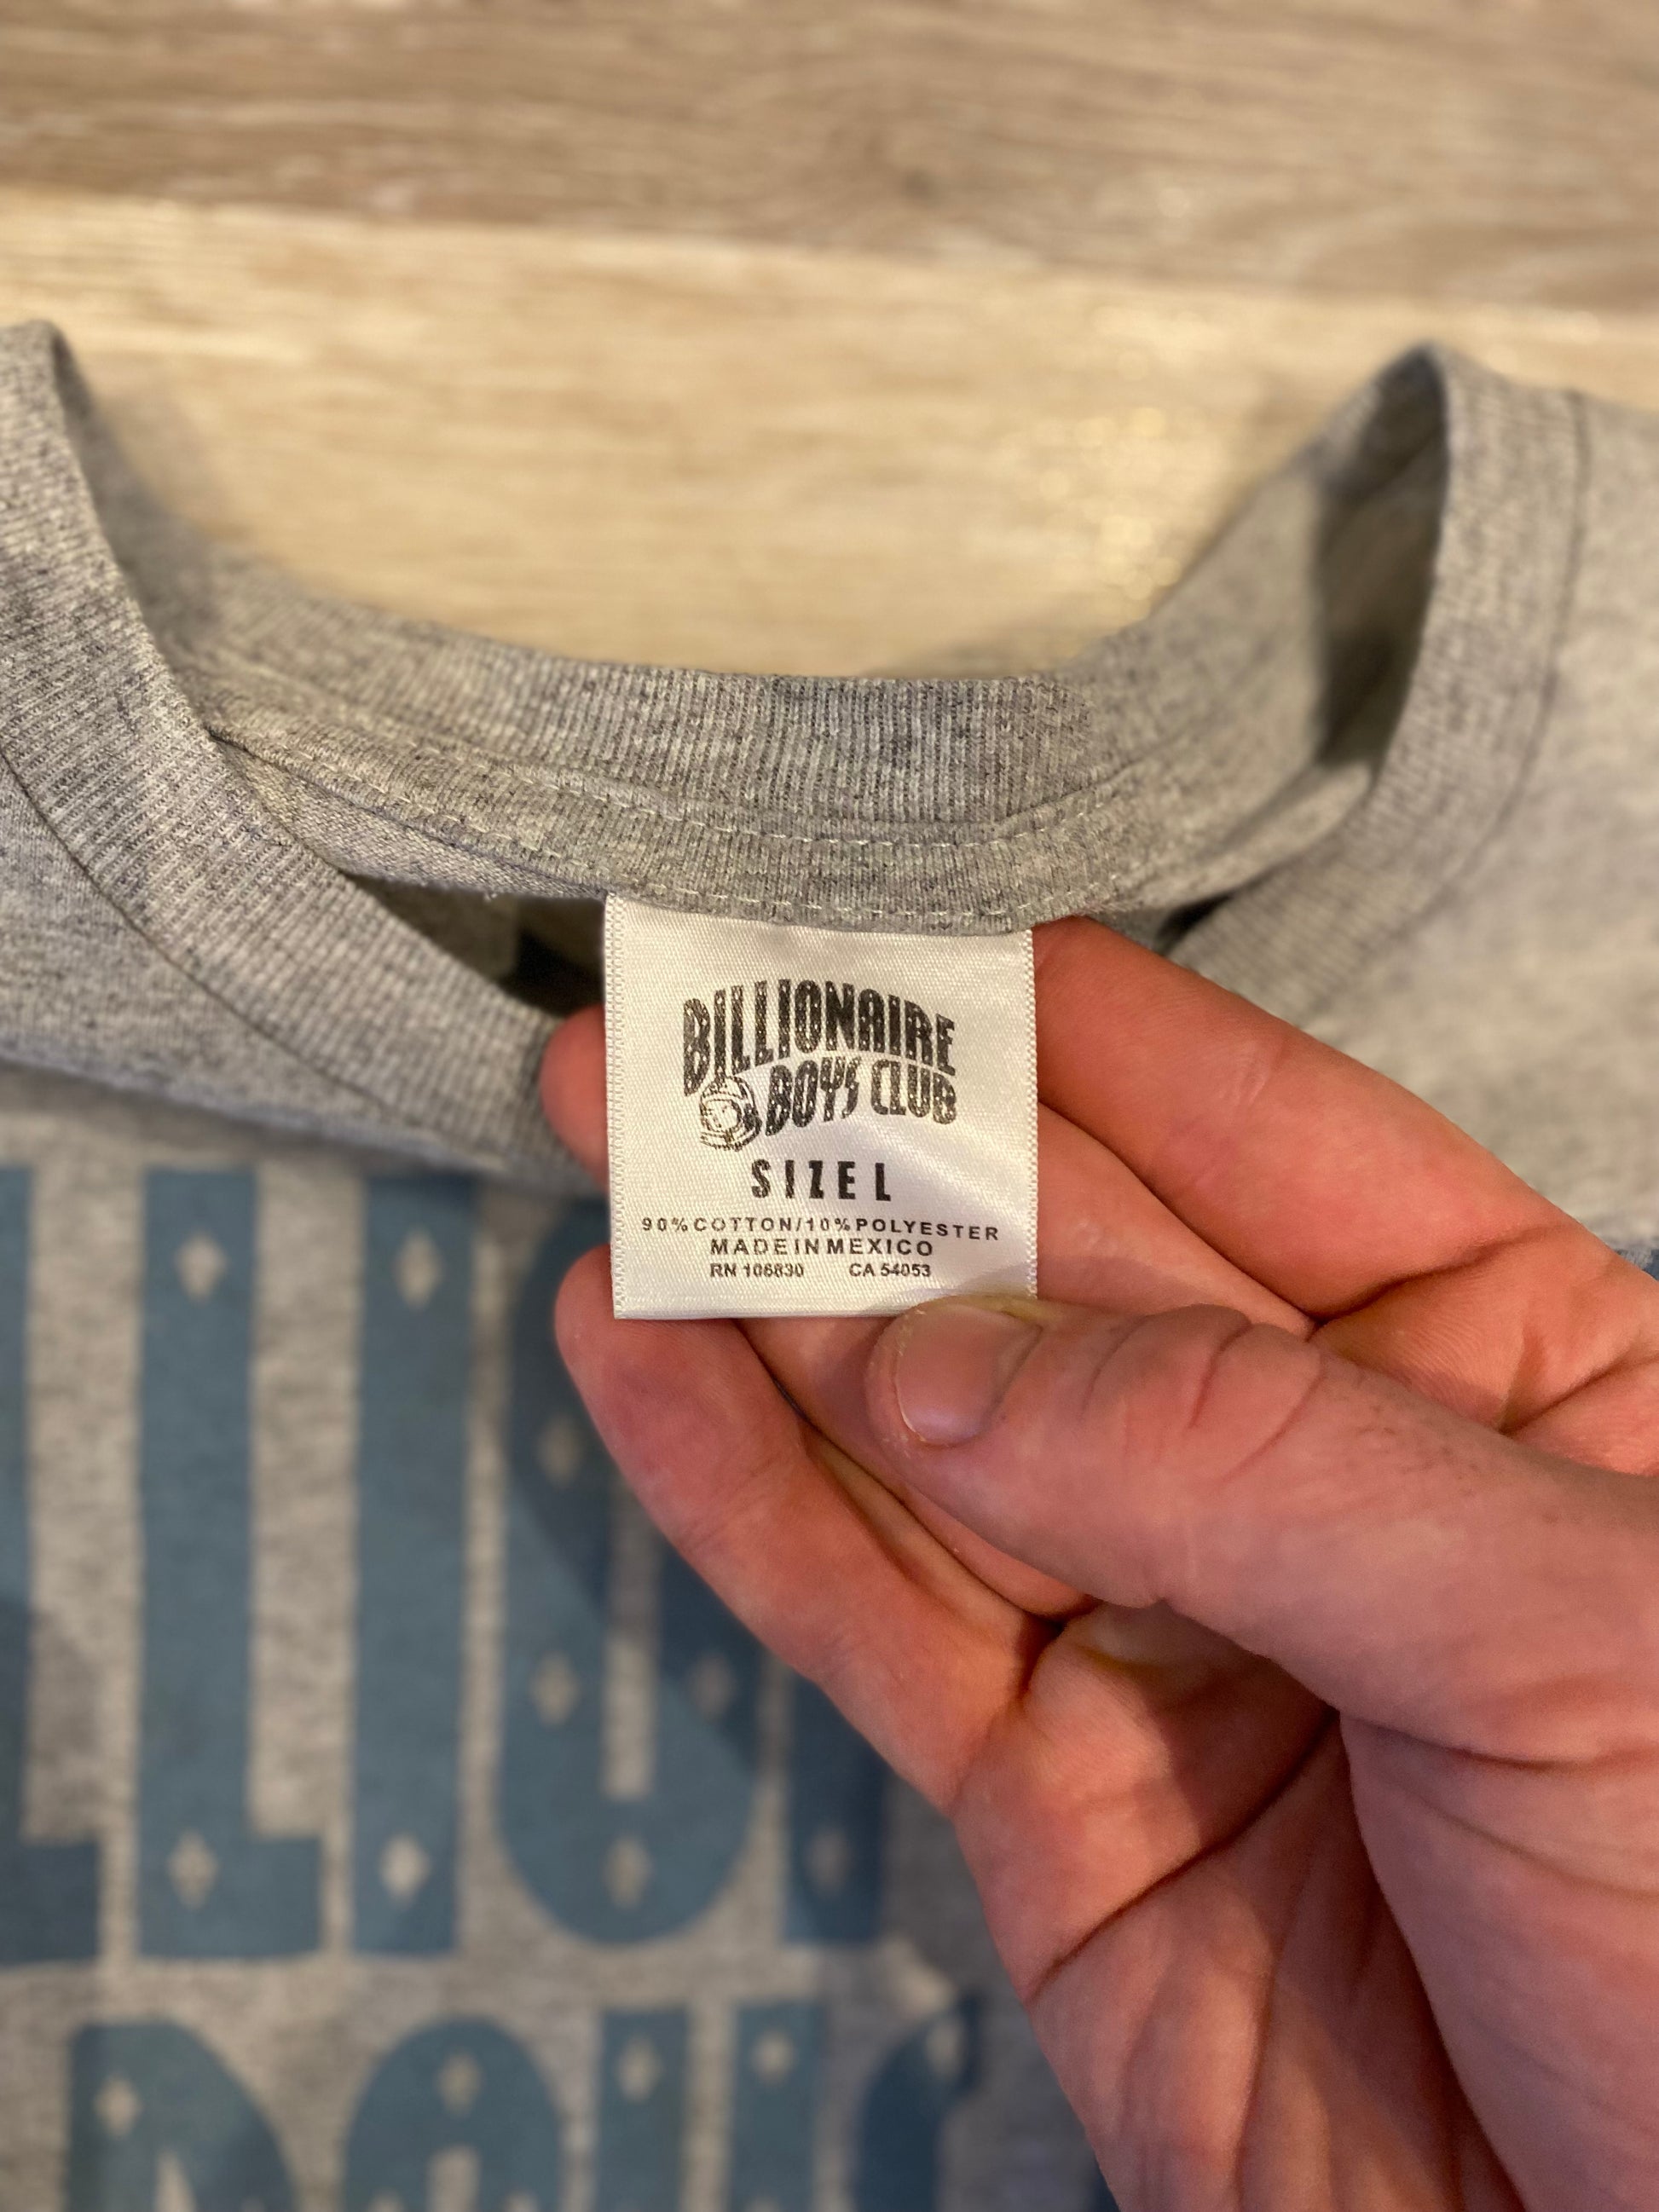 BILLIONAIRE
BOYS CLUB
SIZE L
90% COTTON/10% POLYESTER
MADE IN MEXICO
RN 106830 CA 54053